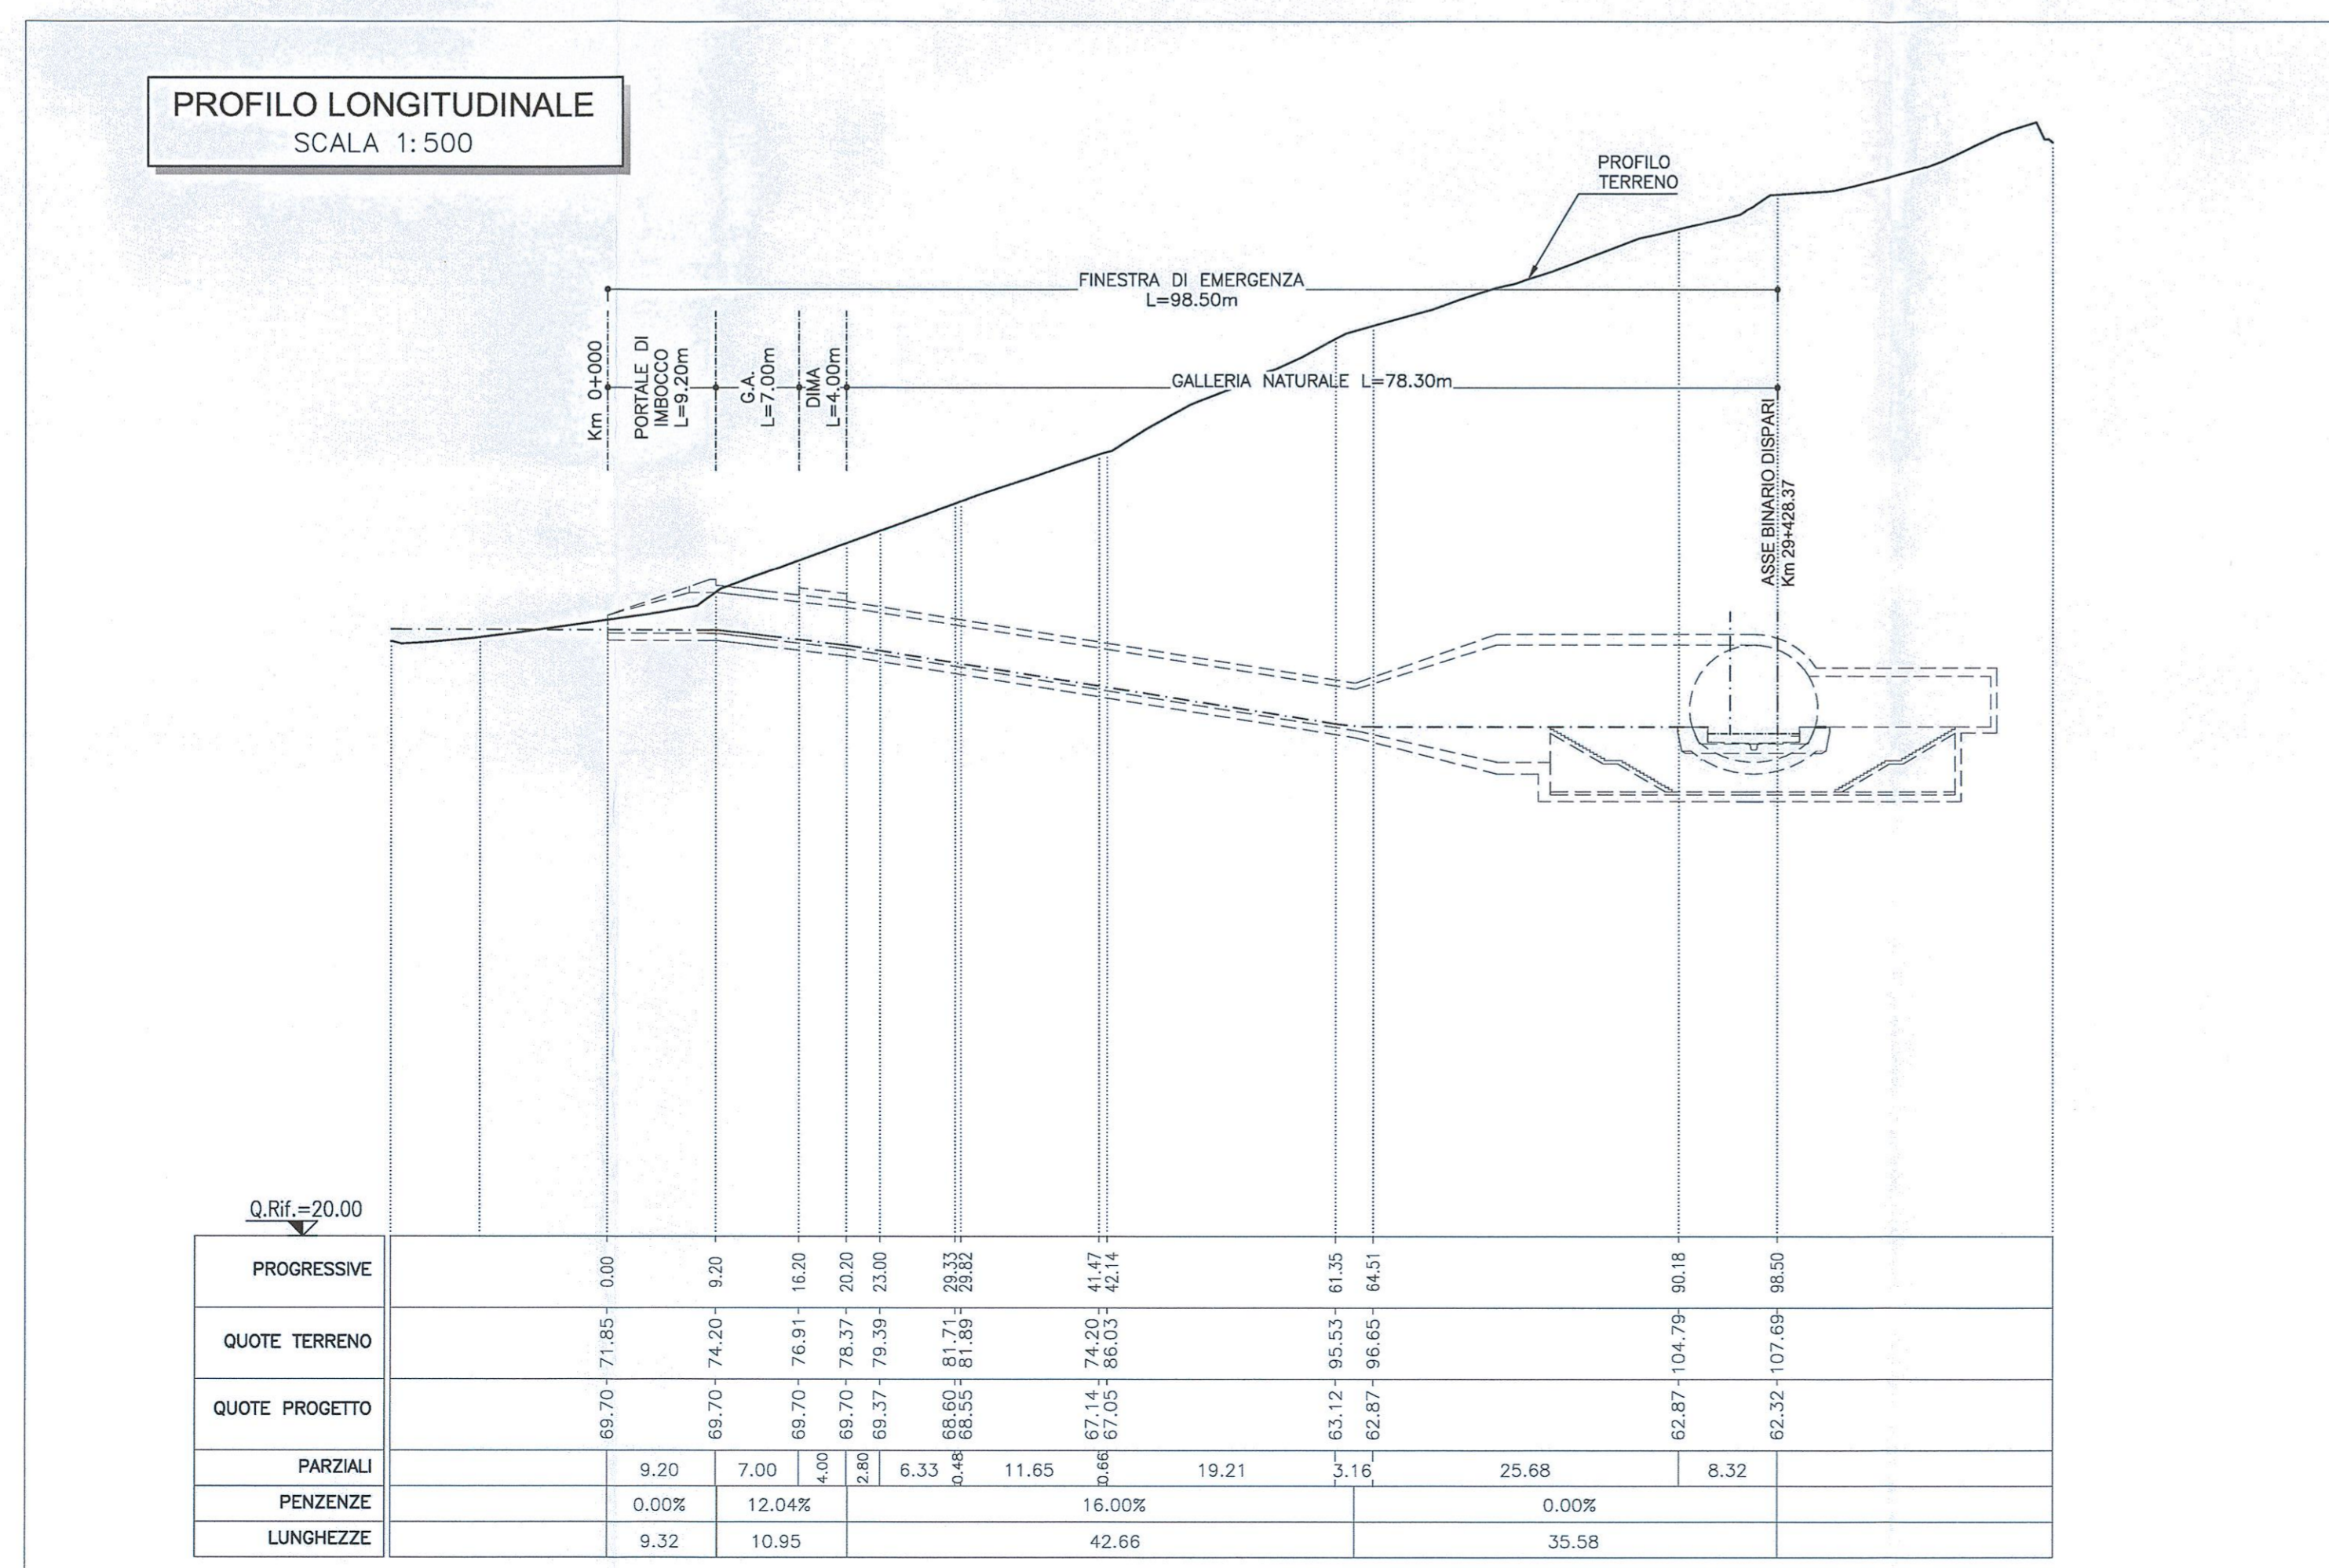 PROFILO LONGITUDINALE
SCALA 1:500
PROFILO
TERRENO
FINESTRA DI EMERGENZA
L=98.50m
Km 0+000
PORTALE DI
IMBOCCO
L=9.20m
G.A.
L=7.00m
DIMA
L=4.00m
GALLERIA NATURALE L=78.30m
ASSE BINARIO DISPARI
Km 29+428.37
Q.Rif.=20.00
PROGRESSIVE 0.00 9.20 16.20 20.20 23.00 29.33 29.82 41.47 42.14 61.35 64.51 90.18 98.50
QUOTE TERRENO 71.85 74.20 76.91 78.37 79.39 81.71 81.89 74.20 86.03 95.53 96.65 104.79 107.69
QUOTE PROGETTO 69.70 69.70 69.70 69.70 69.37 68.60 68.55 67.14 67.05 63.12 62.87 62.87 62.32
PARZIALI 9.20 7.00 4.00 2.80 6.33 0.48 11.65 0.66 19.21 3.16 25.68 8.32
PENZENZE 0.00% 12.04% 16.00% 0.00%
LUNGHEZZE 9.32 10.95 42.66 35.58